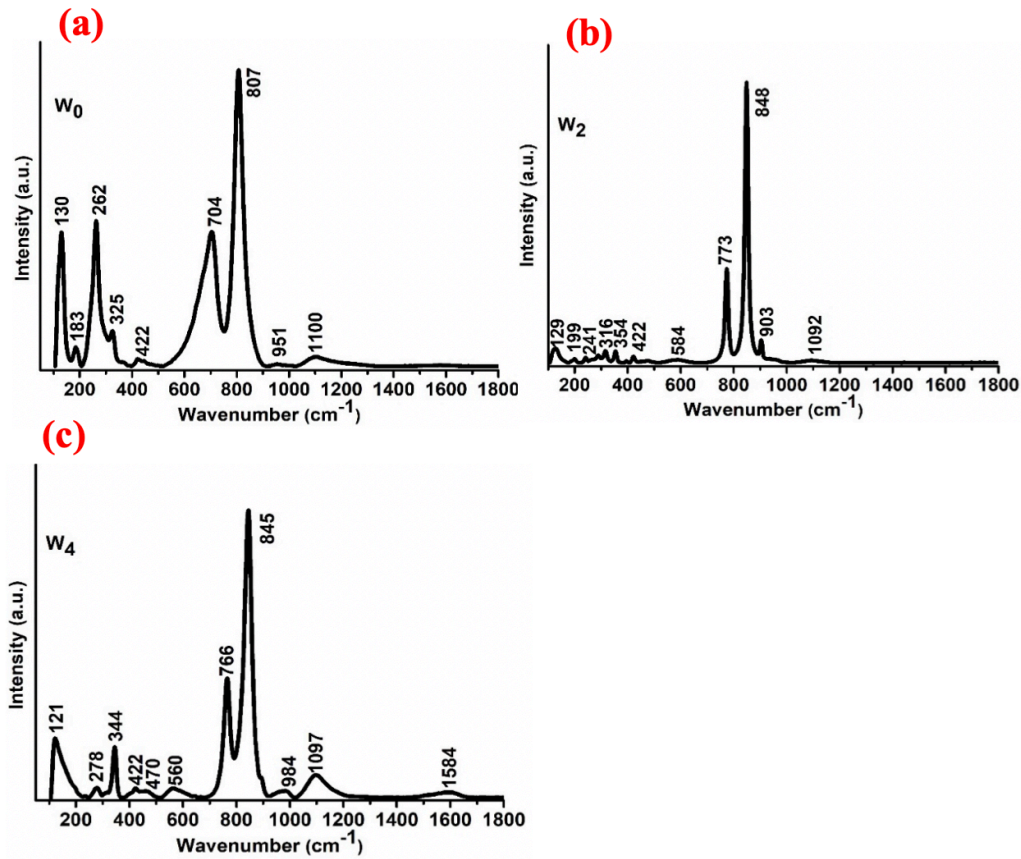 (a)
W0
Intensity (a.u.)
130
183
262
325
422
704
807
951
1100
200 400 600 800 1000 1200 1400 1600 1800
Wavenumber (cm-1)
(b)
W2
Intensity (a.u.)
129
199
241
316
354
422
584
773
848
903
1092
200 400 600 800 1000 1200 1400 1600 1800
Wavenumber (cm-1)
(c)
W4
Intensity (a.u.)
121
278
344
422
470
560
766
845
984
1097
1584
200 400 600 800 1000 1200 1400 1600 1800
Wavenumber (cm-1)